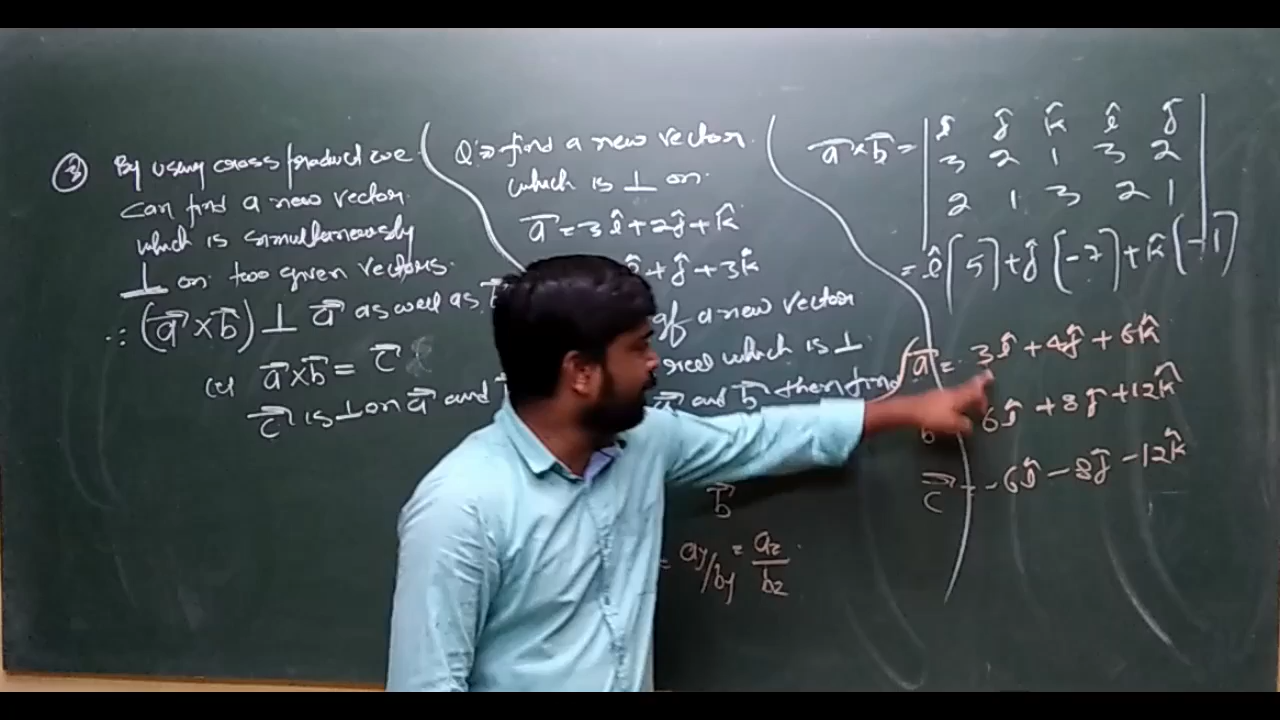 ③ By using cross product we
can find a new vector
which is simultaneously
⊥ on two given vectors.
∴ (a⃗ × b⃗) ⊥ a⃗ as well as
a⃗ × b⃗ = c⃗
c⃗ is ⊥ on a⃗ and
Q. find a new vector
which is ⊥ on
a⃗ = 3î + 2ĵ + k̂
î + ĵ + 3k̂
of a new vector
which is ⊥
a⃗ and b⃗ then find
b⃗
= ay/by = az/bz
a⃗ × b⃗ = | î ĵ k̂ î ĵ |
3 2 1 3 2
2 1 3 2 1
= î [5] + ĵ [-7] + k̂ [-1]
a⃗ = 3î + 4ĵ + 6k̂
b 6î + 8ĵ + 12k̂
c⃗ = -6î - 8ĵ - 12k̂